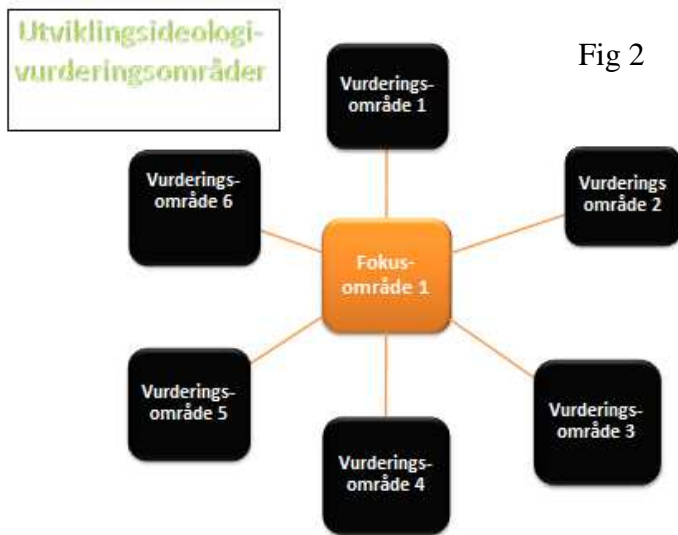 Utviklingsideologi-
vurderingsområder
Fig 2
Vurderings-
område 1
Vurderings
område 2
Vurderings-
område 6
Fokus-
område 1
Vurderings-
område 5
Vurderings-
område 3
Vurderings-
område 4